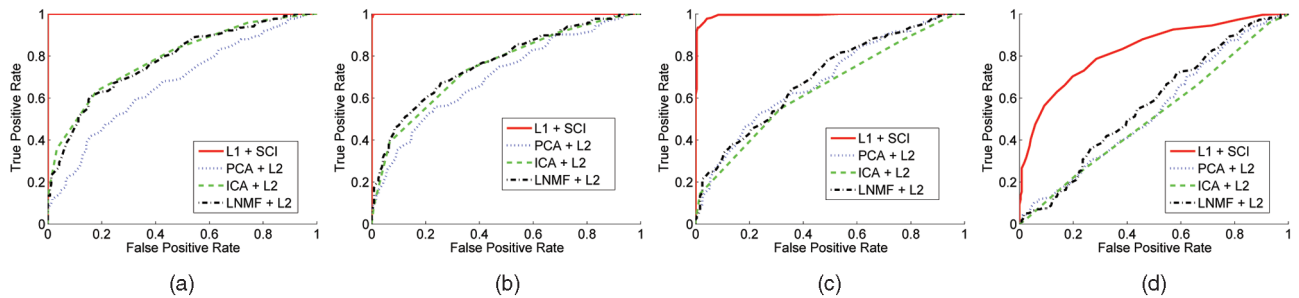 1
0.8
0.6
0.4
0.2
0
True Positive Rate
L1 + SCI
PCA + L2
ICA + L2
LNMF + L2
0 0.2 0.4 0.6 0.8 1
False Positive Rate
(a)
1
0.8
0.6
0.4
0.2
0
True Positive Rate
L1 + SCI
PCA + L2
ICA + L2
LNMF + L2
0 0.2 0.4 0.6 0.8 1
False Positive Rate
(b)
1
0.8
0.6
0.4
0.2
0
True Positive Rate
L1 + SCI
PCA + L2
ICA + L2
LNMF + L2
0 0.2 0.4 0.6 0.8 1
False Positive Rate
(c)
1
0.8
0.6
0.4
0.2
0
True Positive Rate
L1 + SCI
PCA + L2
ICA + L2
LNMF + L2
0 0.2 0.4 0.6 0.8 1
False Positive Rate
(d)